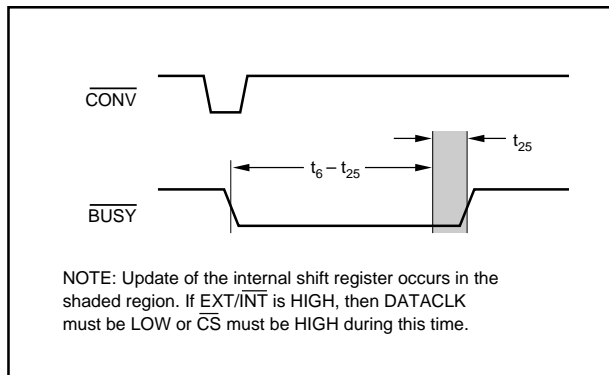 CONV
t25
t6 – t25
BUSY
NOTE: Update of the internal shift register occurs in the
shaded region. If EXT/INT is HIGH, then DATACLK
must be LOW or CS must be HIGH during this time.